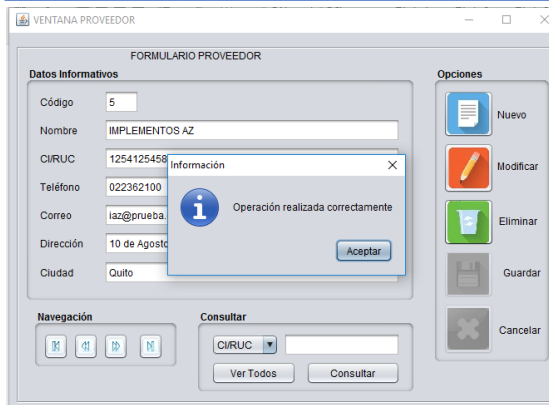 VENTANA PROVEEDOR
FORMULARIO PROVEEDOR
Datos Informativos
Código 5
Nombre IMPLEMENTOS AZ
CI/RUC 1254125458
Teléfono 022362100
Correo iaz@prueba.
Dirección 10 de Agosto
Ciudad Quito
Información
Operación realizada correctamente
Aceptar
Opciones
Nuevo
Modificar
Eliminar
Guardar
Cancelar
Navegación
Consultar
CI/RUC
Ver Todos Consultar